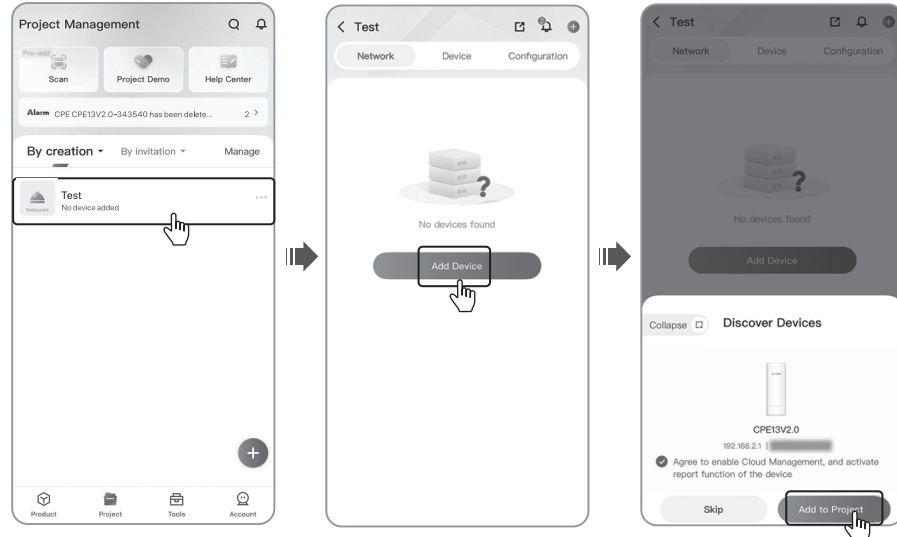 Project Management
Pre-add
Scan
Project Demo
Help Center
Alarm CPE CPE13V2.0-343540 has been delete... 2 >
By creation
By invitation
Manage
Test
No device added
Restaurant
Product
Project
Tools
Account
Test
Network
Device
Configuration
No devices found
Add Device
Test
Network
Device
Configuration
No devices found
Add Device
Collapse
Discover Devices
CPE13V2.0
192.168.2.1 |
Agree to enable Cloud Management, and activate
report function of the device
Skip
Add to Project